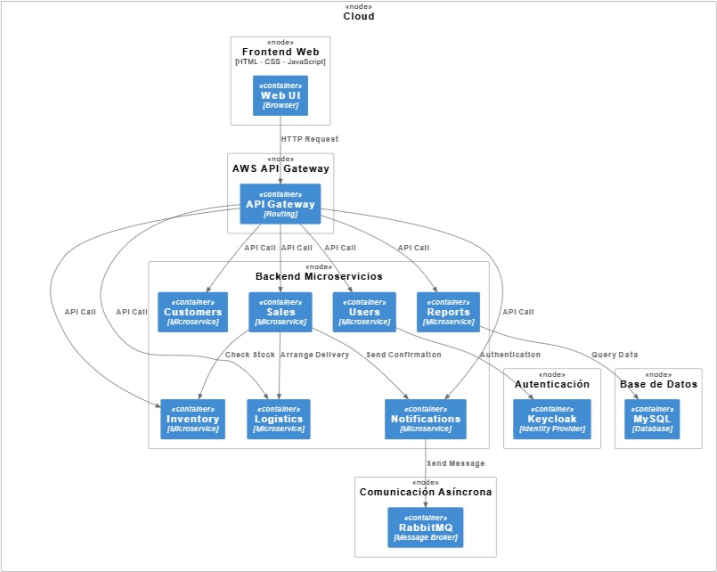 «node»
Cloud
«node»
Frontend Web
[HTML - CSS - JavaScript]
«container»
Web UI
[Browser]
HTTP Request
«node»
AWS API Gateway
«container»
API Gateway
[Routing]
API Call
API Call
API Call
API Call
«node»
Backend Microservicios
«container»
Customers
[Microservice]
«container»
Sales
[Microservice]
«container»
Users
[Microservice]
«container»
Reports
[Microservice]
API Call
API Call
API Call
Check Stock
Arrange Delivery
Send Confirmation
Authentication
Query Data
«container»
Inventory
[Microservice]
«container»
Logistics
[Microservice]
«container»
Notifications
[Microservice]
«node»
Autenticación
«container»
Keycloak
[Identity Provider]
«node»
Base de Datos
«container»
MySQL
[Database]
Send Message
«node»
Comunicación Asíncrona
«container»
RabbitMQ
[Message Broker]